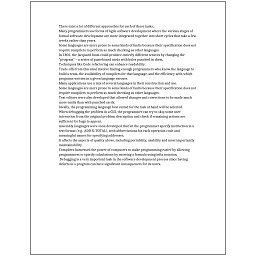 There exist a lot of different approaches for each of those tasks.
Many programmers use forms of Agile software development where the various stages of
formal software development are more integrated together into short cycles that take a few
weeks rather than years.
Some languages are more prone to some kinds of faults because their specification does not
require compilers to perform as much checking as other languages.
In 1801, the Jacquard loom could produce entirely different weaves by changing the
"program" – a series of pasteboard cards with holes punched in them.
Techniques like Code refactoring can enhance readability.
Trade-offs from this ideal involve finding enough programmers who know the language to
build a team, the availability of compilers for that language, and the efficiency with which
programs written in a given language execute.
Many applications use a mix of several languages in their construction and use.
Some languages are more prone to some kinds of faults because their specification does not
require compilers to perform as much checking as other languages.
Text editors were also developed that allowed changes and corrections to be made much
more easily than with punched cards.
Ideally, the programming language best suited for the task at hand will be selected.
When debugging the problem in a GUI, the programmer can try to skip some user
interaction from the original problem description and check if remaining actions are
sufficient for bugs to appear.
Assembly languages were soon developed that let the programmer specify instruction in a
text format (e.g., ADD X, TOTAL), with abbreviations for each operation code and
meaningful names for specifying addresses.
It affects the aspects of quality above, including portability, usability and most importantly
maintainability.
Compilers harnessed the power of computers to make programming easier by allowing
programmers to specify calculations by entering a formula using infix notation.
Debugging is a very important task in the software development process since having
defects in a program can have significant consequences for its users.